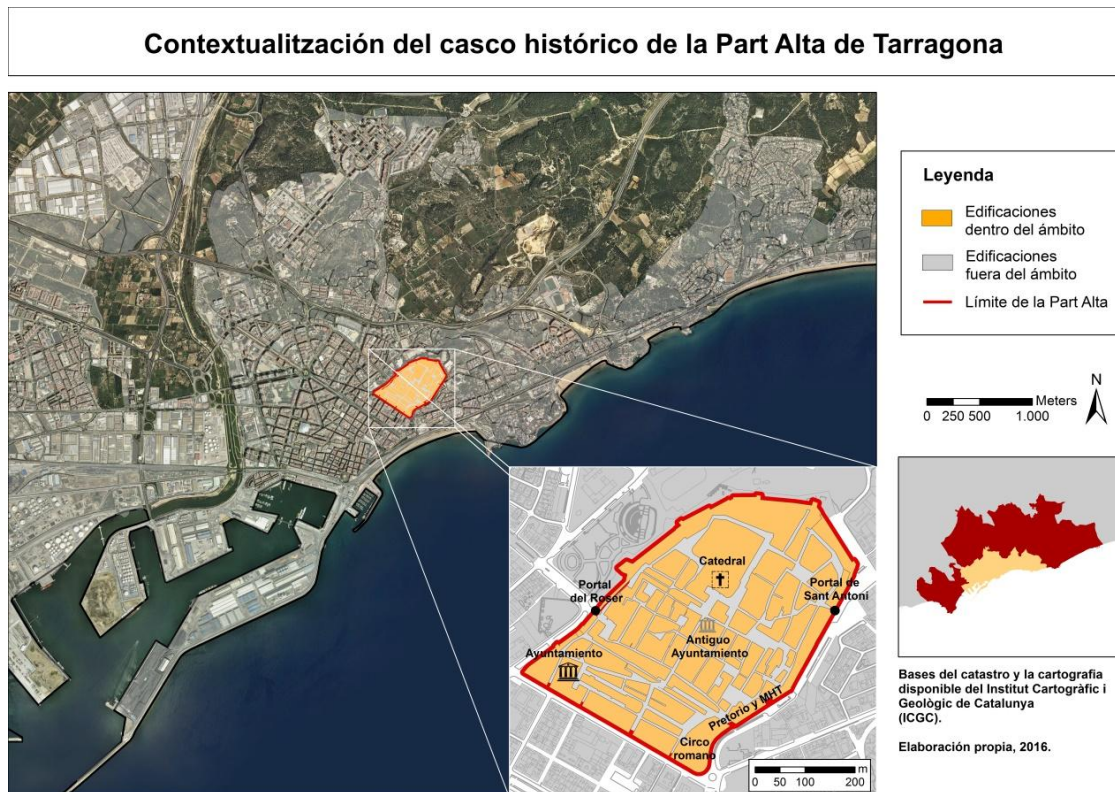 Contextualitzación del casco histórico de la Part Alta de Tarragona
Leyenda
Edificaciones
dentro del ámbito
Edificaciones
fuera del ámbito
Límite de la Part Alta
N
Meters
0 250 500 1.000
Catedral
Portal
del Roser
Portal de
Sant Antoni
Ayuntamiento
Antiguo
Ayuntamiento
Pretorio y MHT
Circo
romano
m
0 50 100 200
Bases del catastro y la cartografia
disponible del Institut Cartogràfic i
Geològic de Catalunya
(ICGC).
Elaboración propia, 2016.